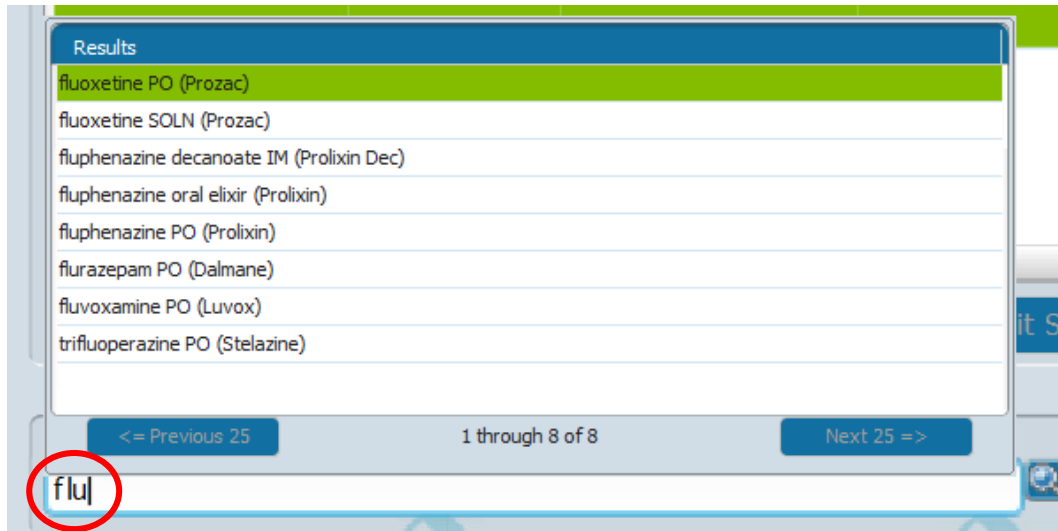 Results
fluoxetine PO (Prozac)
fluoxetine SOLN (Prozac)
fluphenazine decanoate IM (Prolixin Dec)
fluphenazine oral elixir (Prolixin)
fluphenazine PO (Prolixin)
flurazepam PO (Dalmane)
fluvoxamine PO (Luvox)
trifluoperazine PO (Stelazine)
it S
<= Previous 25 1 through 8 of 8 Next 25 =>
flu